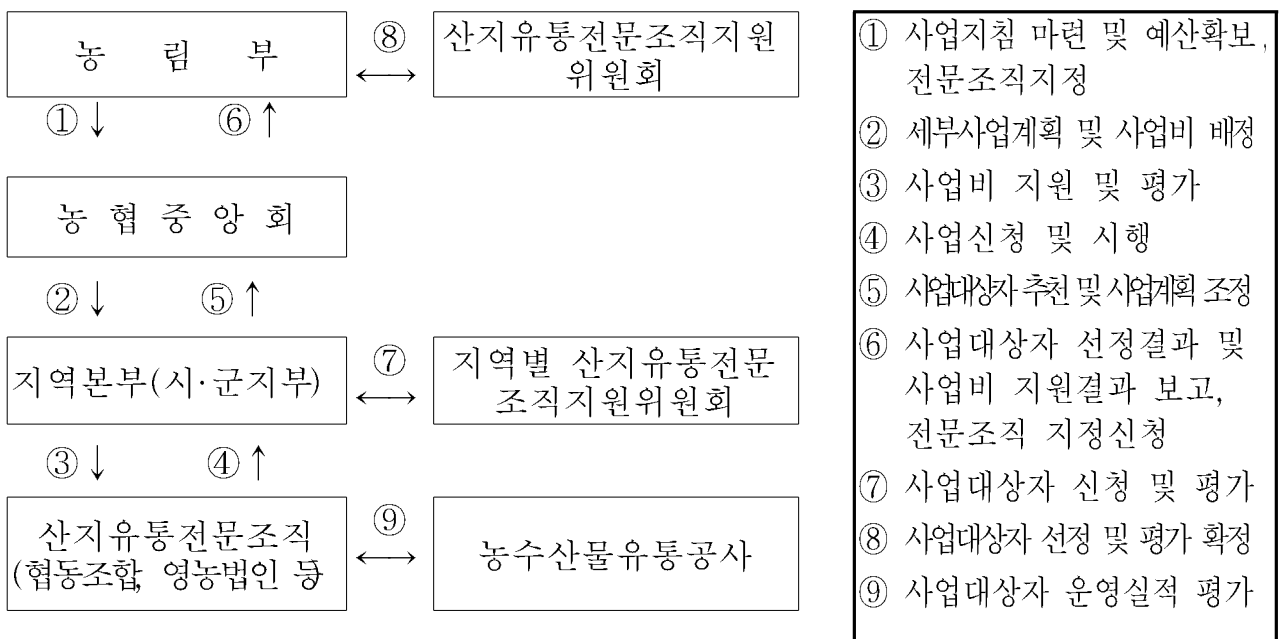 농 림 부
⑧
산지유통전문조직지원
위원회
←→
①↓ ⑥↑
농 협 중 앙 회
②↓ ⑤↑
지역본부(시·군지부)
⑦
←→
지역별 산지유통전문
조직지원위원회
③↓ ④↑
산지유통전문조직
(협동조합, 영농법인 등)
⑨
←→
농수산물유통공사
① 사업지침 마련 및 예산확보,
전문조직지정
② 세부사업계획 및 사업비 배정
③ 사업비 지원 및 평가
④ 사업신청 및 시행
⑤ 사업대상자 추천 및 사업계획 조정
⑥ 사업대상자 선정결과 및
사업비 지원결과 보고,
전문조직 지정신청
⑦ 사업대상자 신청 및 평가
⑧ 사업대상자 선정 및 평가 확정
⑨ 사업대상자 운영실적 평가